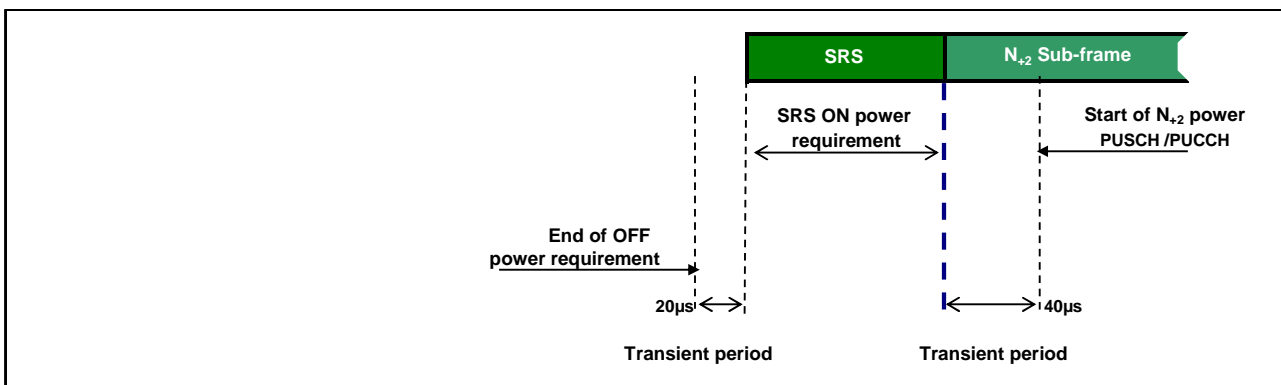 SRS
N+2 Sub-frame
SRS ON power
requirement
Start of N+2 power
PUSCH /PUCCH
End of OFF
power requirement
20µs
40µs
Transient period
Transient period